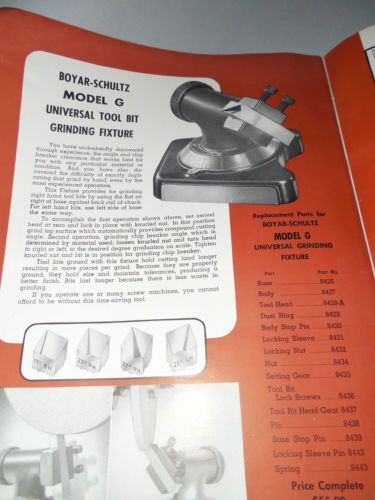 BOYAR-SCHULTZ
MODEL G
UNIVERSAL TOOL BIT
GRINDING FIXTURE
You have undoubtedly discovered
through experience, the angle and chip
breaker clearance that works best for
you with any particular material or
condition. And you have also dis-
covered the difficulty of exactly dupli-
cating that grind by hand, even by the
most experienced operators.
This Fixture provides for grinding
right hand tool bits by using the flat on
right of base against back rail of chuck.
For left hand bits, use left side of base
the same way.
To accomplish the first operation shown above, set swivel
head at zero and lock in place with knurled nut. In this position
grind top surface which automatically provides compound cutting
angle. Second operation, grinding chip breaker angle which is
determined by material used; loosen knurled nut and turn head
to right or left, to the desired degree graduation on scale. Tighten
knurled nut and bit is in position for grinding chip breaker.
Tool bits ground with this fixture hold cutting land longer
resulting in more pieces per grind. Because they are properly
ground, they hold size and maintain tolerances, producing a
better finish. Bits last longer because there is less waste in
grinding.
If you operate one or many screw machines, you cannot
afford to be without this time-saving tool.
Replacement Parts for
BOYAR-SCHULTZ
MODEL G
UNIVERSAL GRINDING
FIXTURE
Part Part No.
Base 8426
Body 8427
Tool Head 8428-A
Dust Ring 8429
Body Stop Pin 8430
Locking Sleeve 8431
Locking Nut 8432
Nut 8434
Setting Gear 8435
Tool Bit
Lock Screws 8436
Tool Bit Head Gear 8437
Pin 8438
Base Stop Pin 8439
Locking Sleeve Pin 8442
Spring 8443
Price Complete